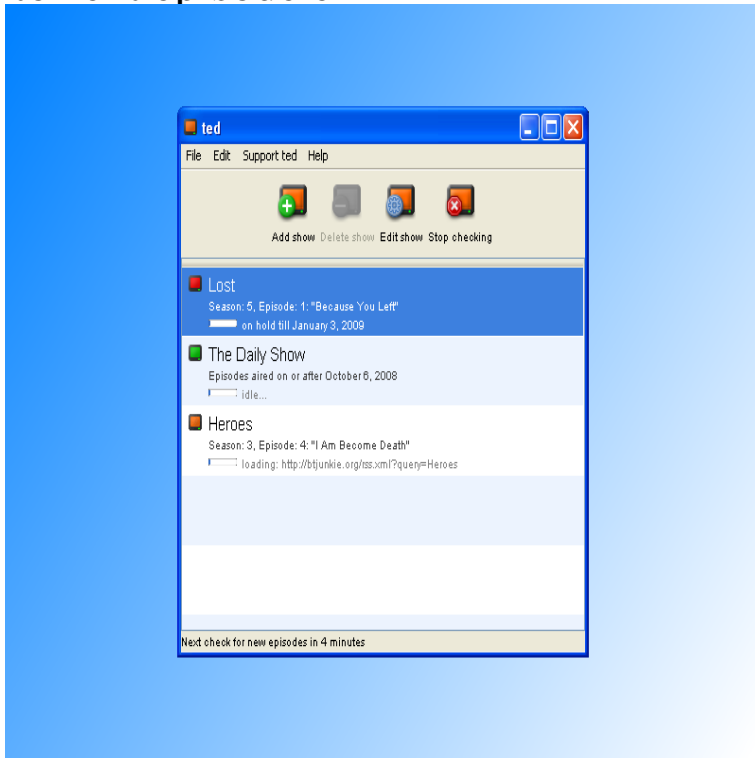 ted
File Edit Support ted Help
Add show Delete show Edit show Stop checking
Lost
Season: 5, Episode: 1: "Because You Left"
on hold till January 3, 2009
The Daily Show
Episodes aired on or after October 6, 2008
idle...
Heroes
Season: 3, Episode: 4: "I Am Become Death"
loading: http://btjunkie.org/rss.xml?query=Heroes
Next check for new episodes in 4 minutes